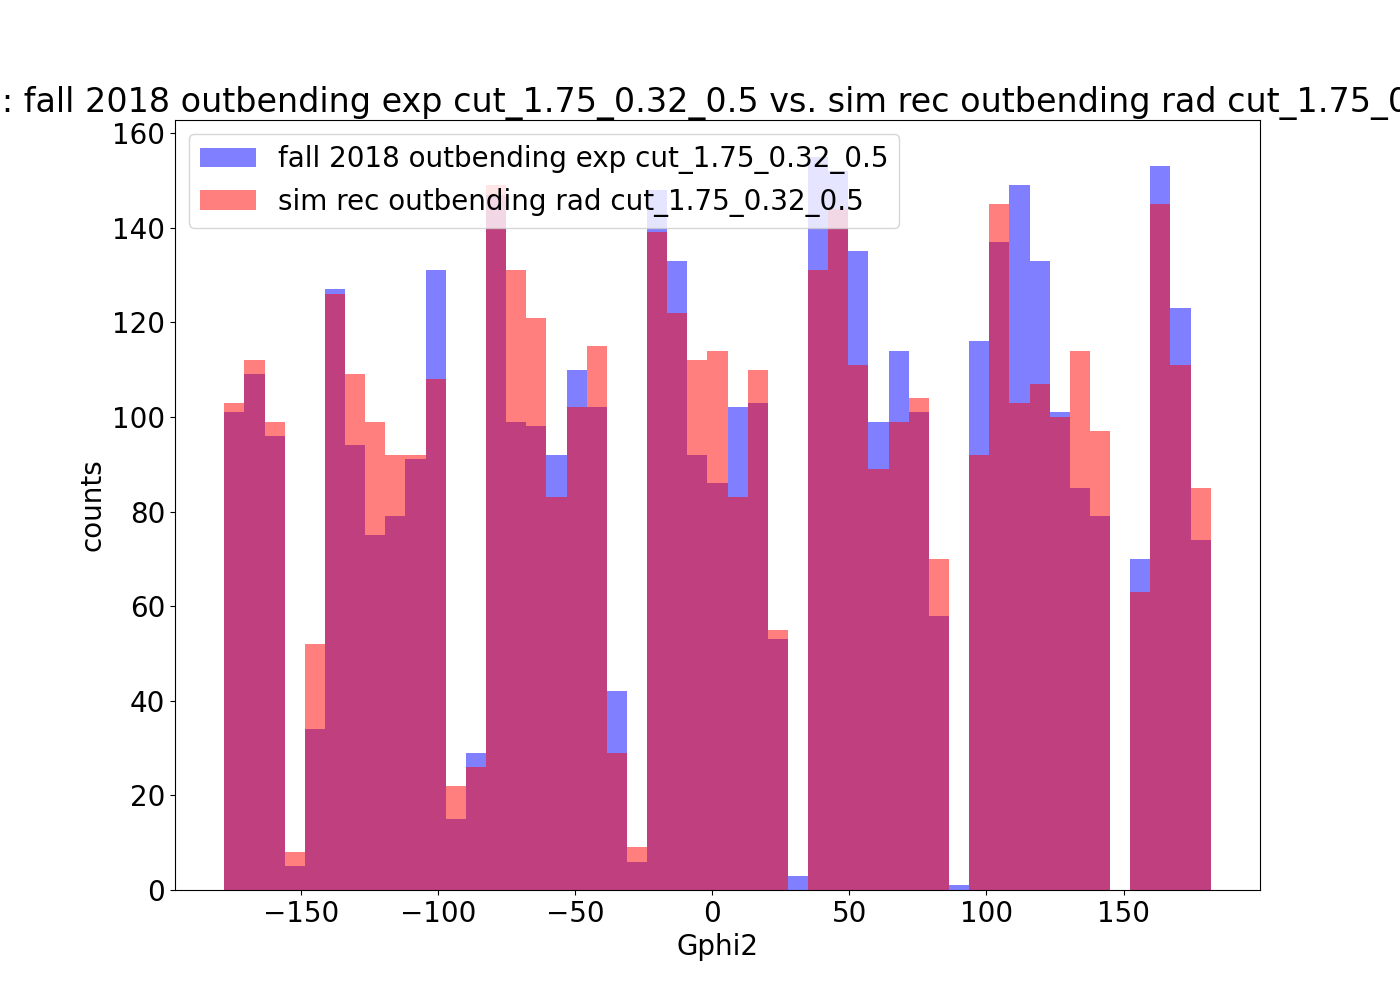 : fall 2018 outbending exp cut_1.75_0.32_0.5 vs. sim rec outbending rad cut_1.75_0
160
140
120
100
80
60
40
20
0
counts
fall 2018 outbending exp cut_1.75_0.32_0.5
sim rec outbending rad cut_1.75_0.32_0.5
−150 −100 −50 0 50 100 150
Gphi2